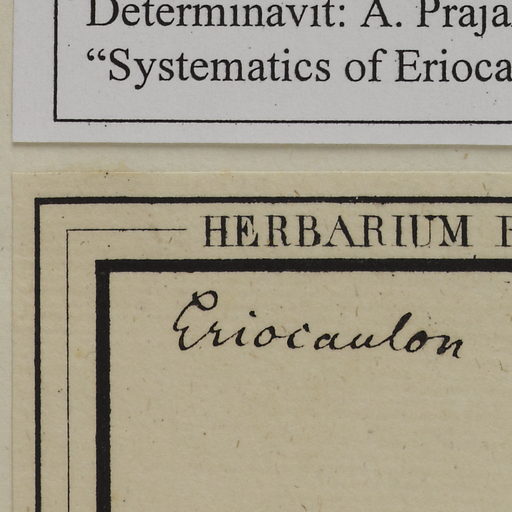 Determinavit: A. Praja
“Systematics of Erioca
HERBARIUM
Eriocaulon